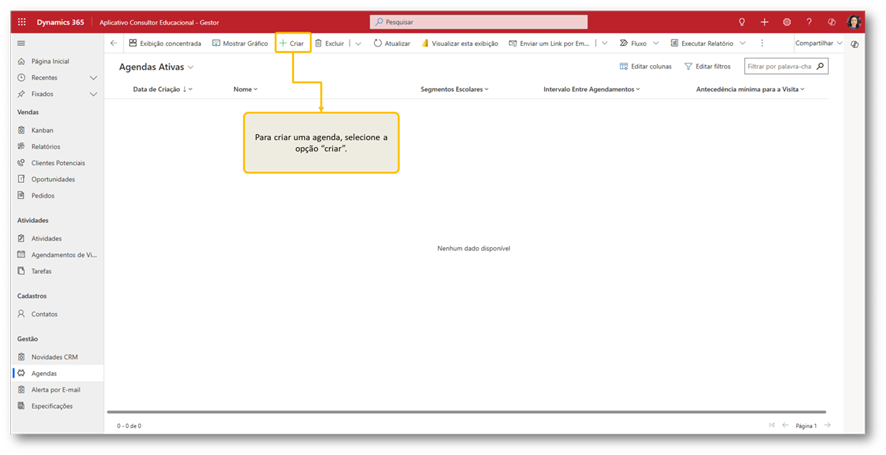 Dynamics 365 Aplicativo Consultor Educacional - Gestor Pesquisar
Exibição concentrada Mostrar Gráfico Criar Excluir Atualizar Visualizar esta exibição Enviar um Link por Em... Fluxo Executar Relatório Compartilhar
Página Inicial
Recentes
Fixados
Vendas
Kanban
Relatórios
Clientes Potenciais
Oportunidades
Pedidos
Atividades
Atividades
Agendamentos de Vi...
Tarefas
Cadastros
Contatos
Gestão
Novidades CRM
Agendas
Alerta por E-mail
Especificações
Agendas Ativas Editar colunas Editar filtros Filtrar por palavra-cha
Data de Criação Nome Segmentos Escolares Intervalo Entre Agendamentos Antecedência mínima para a Visita
Para criar uma agenda, selecione a
opção “criar”.
Nenhum dado disponível
0 - 0 de 0 Página 1